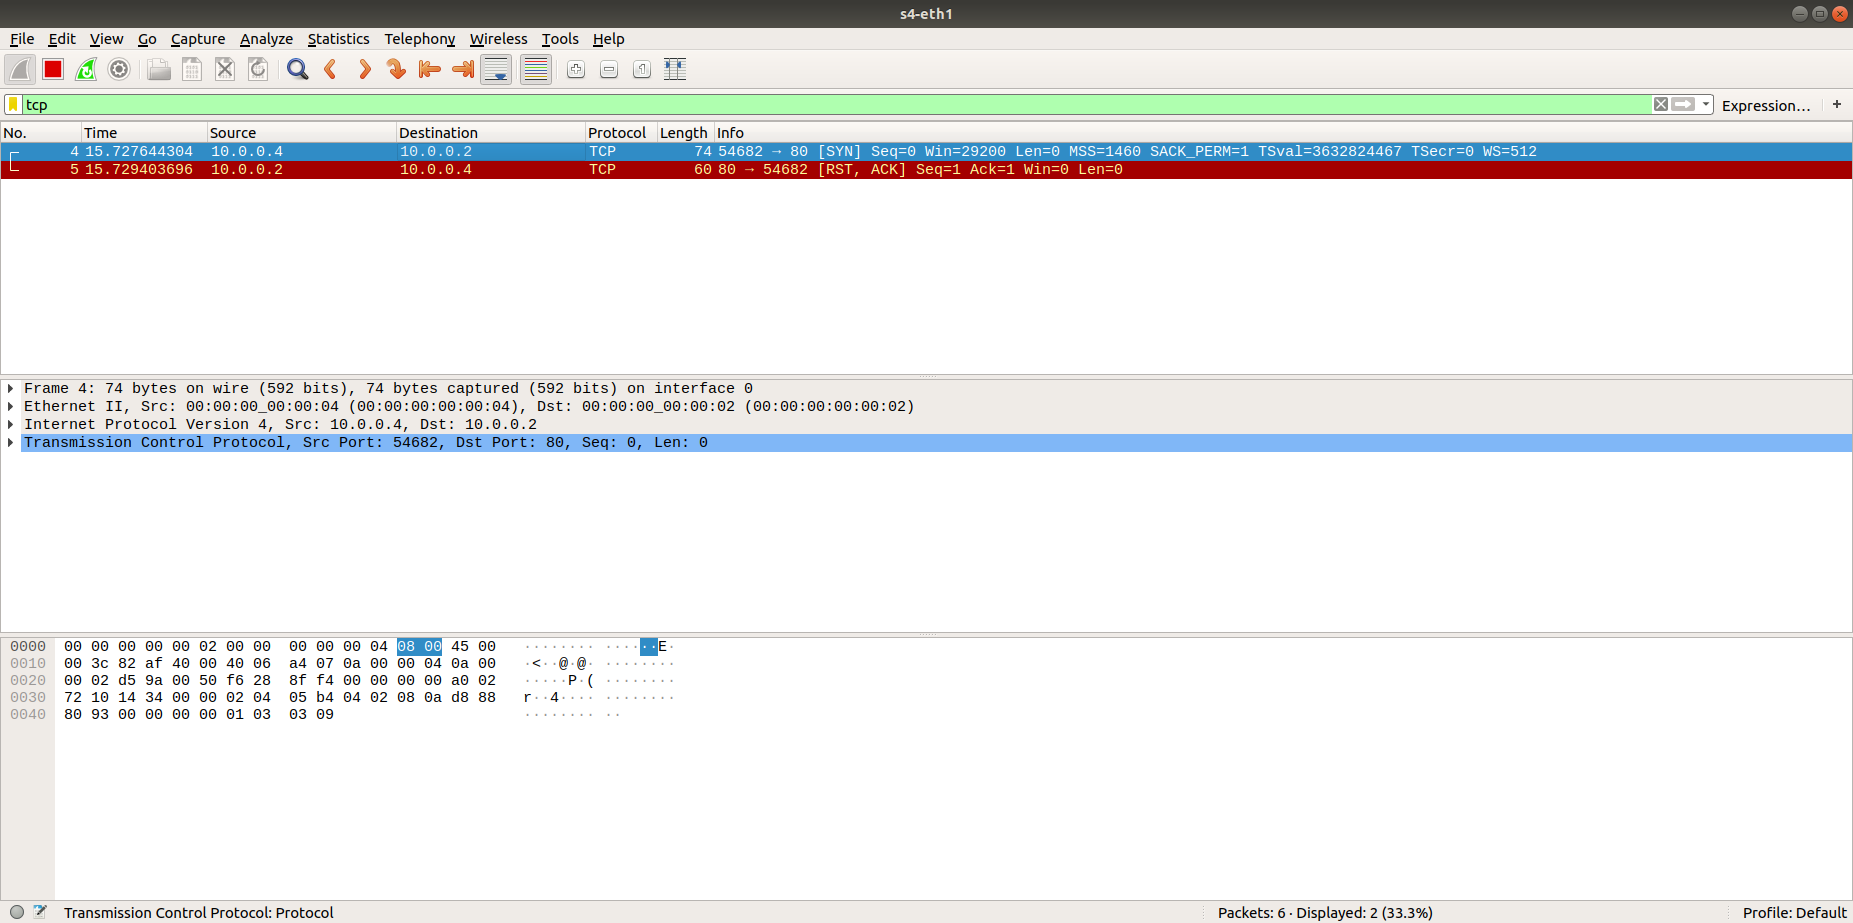 s4-eth1
File Edit View Go Capture Analyze Statistics Telephony Wireless Tools Help
tcp
Expression… +
No. Time Source Destination Protocol Length Info
4 15.727644304 10.0.0.4 10.0.0.2 TCP 74 54682 → 80 [SYN] Seq=0 Win=29200 Len=0 MSS=1460 SACK_PERM=1 TSval=3632824467 TSecr=0 WS=512
5 15.729403696 10.0.0.2 10.0.0.4 TCP 60 80 → 54682 [RST, ACK] Seq=1 Ack=1 Win=0 Len=0
Frame 4: 74 bytes on wire (592 bits), 74 bytes captured (592 bits) on interface 0
Ethernet II, Src: 00:00:00_00:00:04 (00:00:00:00:00:04), Dst: 00:00:00_00:00:02 (00:00:00:00:00:02)
Internet Protocol Version 4, Src: 10.0.0.4, Dst: 10.0.0.2
Transmission Control Protocol, Src Port: 54682, Dst Port: 80, Seq: 0, Len: 0
0000 00 00 00 00 00 02 00 00 00 00 00 04 08 00 45 00 ········ ······E·
0010 00 3c 82 af 40 00 40 06 a4 07 0a 00 00 04 0a 00 ·<··@·@· ········
0020 00 02 d5 9a 00 50 f6 28 8f f4 00 00 00 00 a0 02 ·····P·( ········
0030 72 10 14 34 00 00 02 04 05 b4 04 02 08 0a d8 88 r··4···· ········
0040 80 93 00 00 00 00 01 03 03 09 ········ ··
Transmission Control Protocol: Protocol
Packets: 6 · Displayed: 2 (33.3%)
Profile: Default